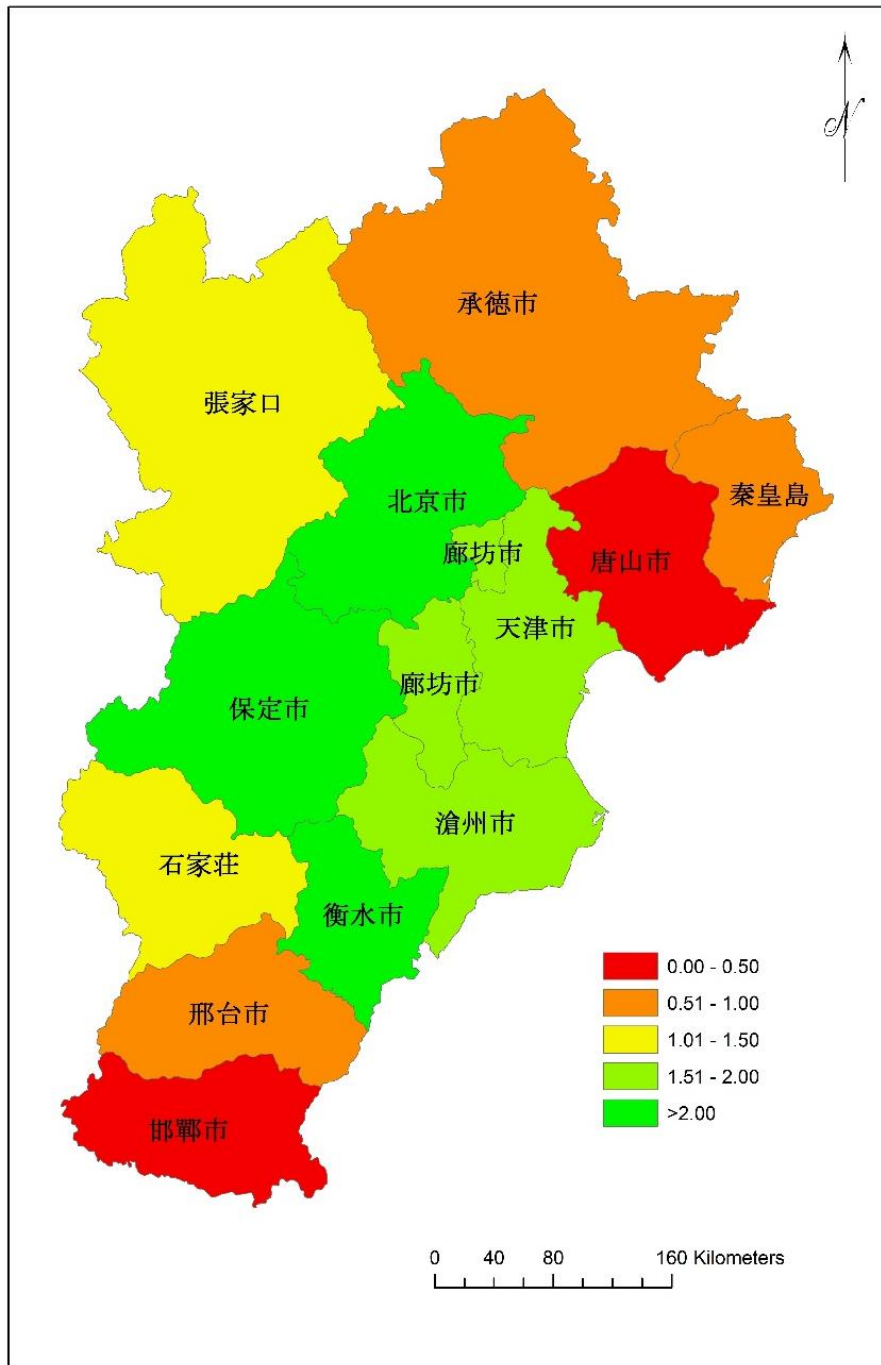 N
承徳市
張家口
北京市
秦皇島
廊坊市
唐山市
天津市
廊坊市
保定市
滄州市
石家荘
衡水市
邢台市
邯鄲市
0.00 - 0.50
0.51 - 1.00
1.01 - 1.50
1.51 - 2.00
>2.00
0 40 80 160 Kilometers